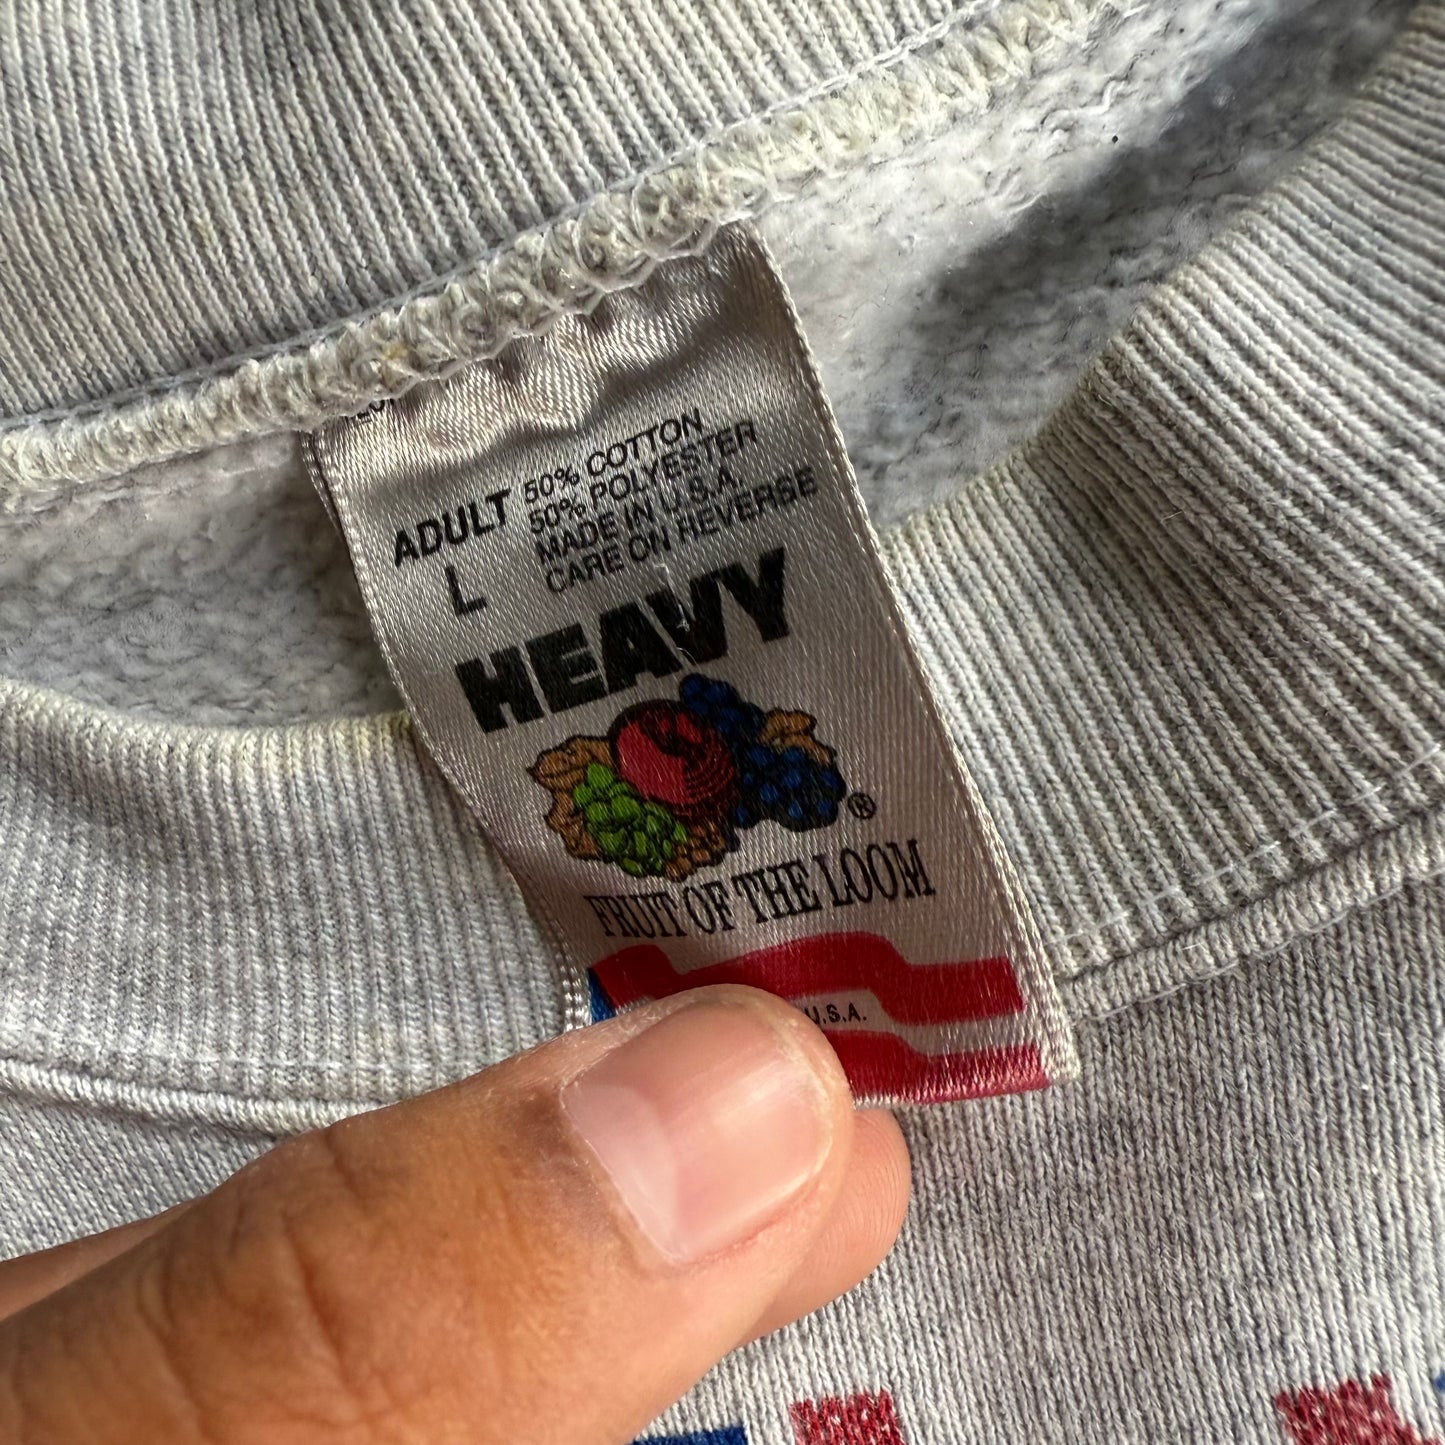 ADULT
L
50% COTTON
50% POLYESTER
MADE IN U.S.A.
CARE ON REVERSE
HEAVY
®
FRUIT OF THE LOOM
U.S.A.